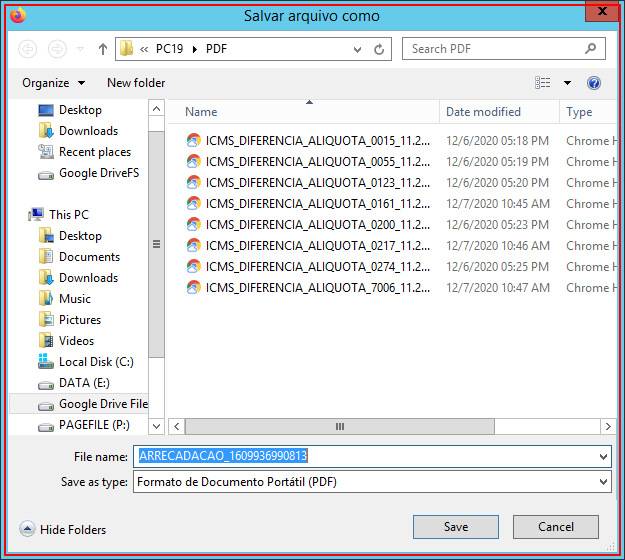 Salvar arquivo como
x
PC19 PDF
Search PDF
Organize New folder
Name Date modified Type
Desktop
Downloads
Recent places
Google DriveFS
This PC
Desktop
Documents
Downloads
Music
Pictures
Videos
Local Disk (C:)
DATA (E:)
Google Drive File
PAGEFILE (P:)
ICMS_DIFERENCIA_ALIQUOTA_0015_11.2... 12/6/2020 05:18 PM Chrome H
ICMS_DIFERENCIA_ALIQUOTA_0055_11.2... 12/6/2020 05:19 PM Chrome H
ICMS_DIFERENCIA_ALIQUOTA_0123_11.2... 12/6/2020 05:20 PM Chrome H
ICMS_DIFERENCIA_ALIQUOTA_0161_11.2... 12/7/2020 10:45 AM Chrome H
ICMS_DIFERENCIA_ALIQUOTA_0200_11.2... 12/6/2020 05:23 PM Chrome H
ICMS_DIFERENCIA_ALIQUOTA_0217_11.2... 12/7/2020 10:46 AM Chrome H
ICMS_DIFERENCIA_ALIQUOTA_0274_11.2... 12/6/2020 05:25 PM Chrome H
ICMS_DIFERENCIA_ALIQUOTA_7006_11.2... 12/7/2020 10:47 AM Chrome H
File name: ARRECADACAO_1609936990813
Save as type: Formato de Documento Portátil (PDF)
Hide Folders
Save
Cancel